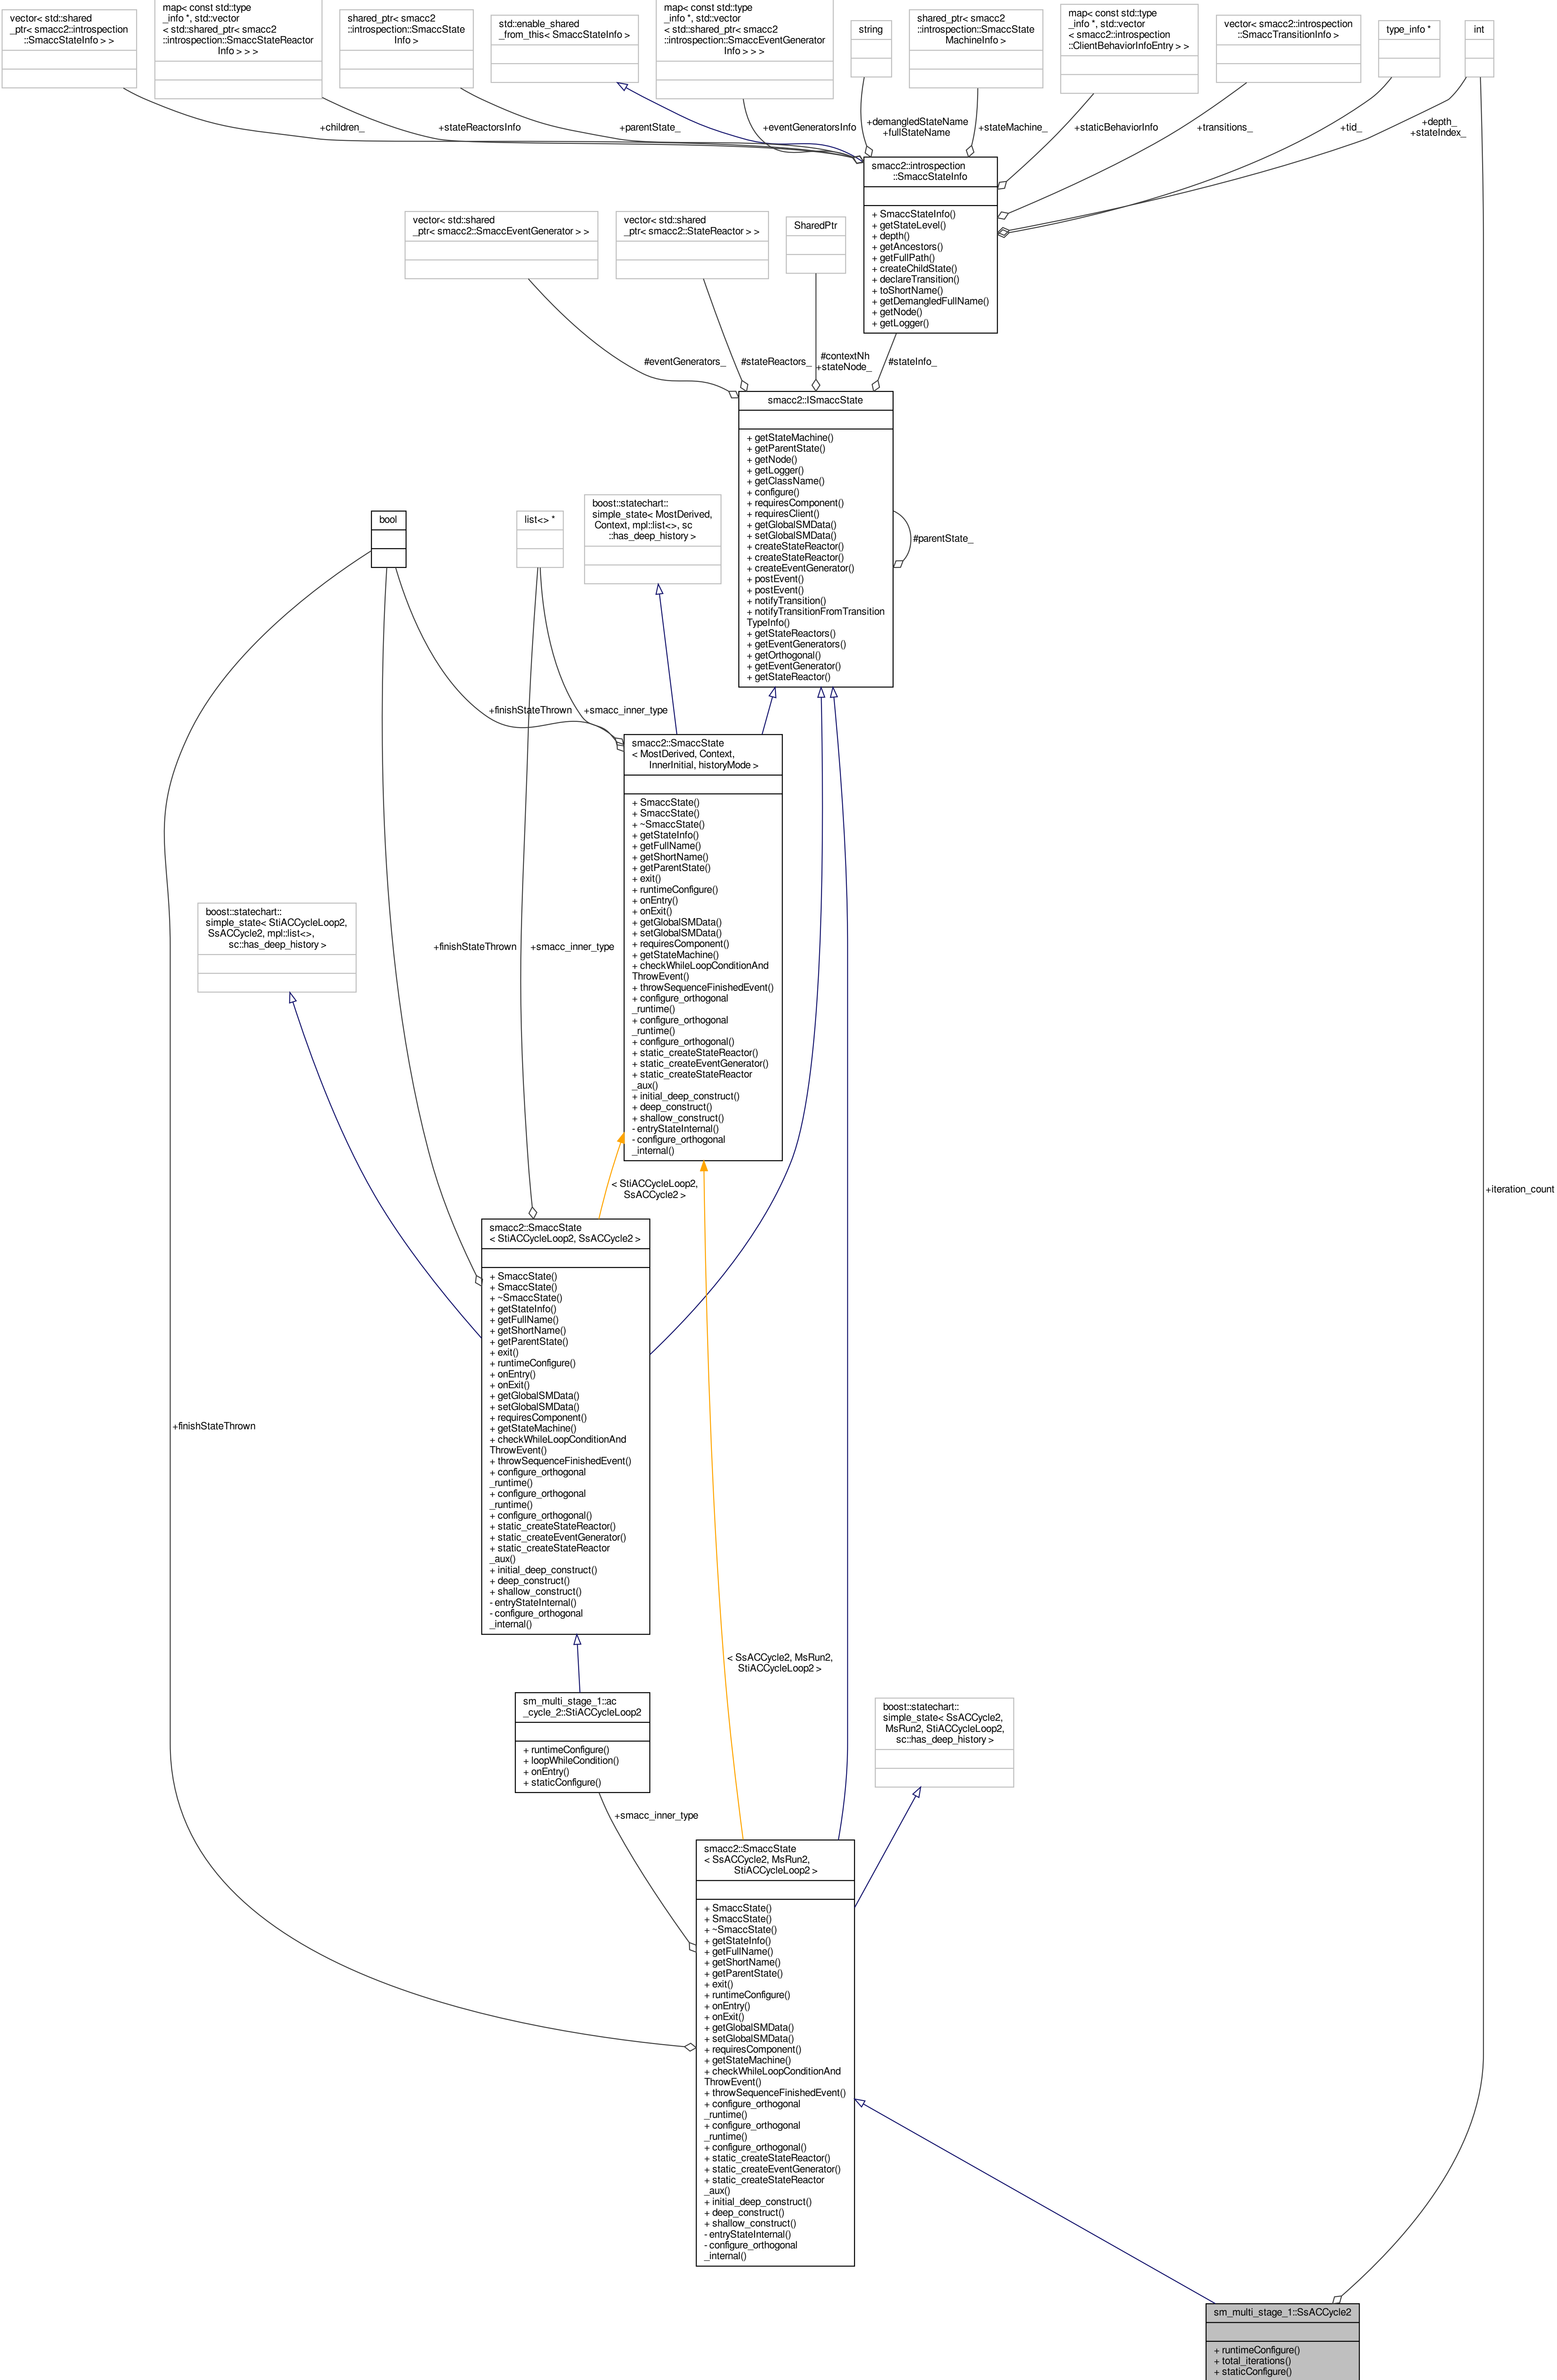 vector< std::shared
_ptr< smacc2::introspection
::SmaccStateInfo > >
map< const std::type
_info *, std::vector
< std::shared_ptr< smacc2
::introspection::SmaccStateReactor
Info > > >
shared_ptr< smacc2
::introspection::SmaccState
Info >
std::enable_shared
_from_this< SmaccStateInfo >
map< const std::type
_info *, std::vector
< std::shared_ptr< smacc2
::introspection::SmaccEventGenerator
Info > > >
string
shared_ptr< smacc2
::introspection::SmaccState
MachineInfo >
map< const std::type
_info *, std::vector
< smacc2::introspection
::ClientBehaviorInfoEntry > >
vector< smacc2::introspection
::SmaccTransitionInfo >
type_info *
int
+children_
+stateReactorsInfo
+parentState_
+eventGeneratorsInfo
+demangledStateName
+fullStateName
+stateMachine_
+staticBehaviorInfo
+transitions_
+tid_
+depth_
+stateIndex_
smacc2::introspection
::SmaccStateInfo
+ SmaccStateInfo()
+ getStateLevel()
+ depth()
+ getAncestors()
+ getFullPath()
+ createChildState()
+ declareTransition()
+ toShortName()
+ getDemangledFullName()
+ getNode()
+ getLogger()
vector< std::shared
_ptr< smacc2::SmaccEventGenerator > >
vector< std::shared
_ptr< smacc2::StateReactor > >
SharedPtr
#eventGenerators_
#stateReactors_
#contextNh
+stateNode_
#stateInfo_
smacc2::ISmaccState
+ getStateMachine()
+ getParentState()
+ getNode()
+ getLogger()
+ getClassName()
+ configure()
+ requiresComponent()
+ requiresClient()
+ getGlobalSMData()
+ setGlobalSMData()
+ createStateReactor()
+ createStateReactor()
+ createEventGenerator()
+ postEvent()
+ postEvent()
+ notifyTransition()
+ notifyTransitionFromTransition
TypeInfo()
+ getStateReactors()
+ getEventGenerators()
+ getOrthogonal()
+ getEventGenerator()
+ getStateReactor()
#parentState_
bool
list<> *
boost::statechart::
simple_state< MostDerived,
Context, mpl::list<>, sc
::has_deep_history >
+finishStateThrown
+smacc_inner_type
smacc2::SmaccState
< MostDerived, Context,
InnerInitial, historyMode >
+ SmaccState()
+ SmaccState()
+ ~SmaccState()
+ getStateInfo()
+ getFullName()
+ getShortName()
+ getParentState()
+ exit()
+ runtimeConfigure()
+ onEntry()
+ onExit()
+ getGlobalSMData()
+ setGlobalSMData()
+ requiresComponent()
+ getStateMachine()
+ checkWhileLoopConditionAnd
ThrowEvent()
+ throwSequenceFinishedEvent()
+ configure_orthogonal
_runtime()
+ configure_orthogonal
_runtime()
+ configure_orthogonal()
+ static_createStateReactor()
+ static_createEventGenerator()
+ static_createStateReactor
_aux()
+ initial_deep_construct()
+ deep_construct()
+ shallow_construct()
- entryStateInternal()
- configure_orthogonal
_internal()
boost::statechart::
simple_state< StiACCycleLoop2,
SsACCycle2, mpl::list<>,
sc::has_deep_history >
+finishStateThrown
+smacc_inner_type
< StiACCycleLoop2,
SsACCycle2 >
+iteration_count
smacc2::SmaccState
< StiACCycleLoop2, SsACCycle2 >
+ SmaccState()
+ SmaccState()
+ ~SmaccState()
+ getStateInfo()
+ getFullName()
+ getShortName()
+ getParentState()
+ exit()
+ runtimeConfigure()
+ onEntry()
+ onExit()
+ getGlobalSMData()
+ setGlobalSMData()
+ requiresComponent()
+ getStateMachine()
+ checkWhileLoopConditionAnd
ThrowEvent()
+ throwSequenceFinishedEvent()
+ configure_orthogonal
_runtime()
+ configure_orthogonal
_runtime()
+ configure_orthogonal()
+ static_createStateReactor()
+ static_createEventGenerator()
+ static_createStateReactor
_aux()
+ initial_deep_construct()
+ deep_construct()
+ shallow_construct()
- entryStateInternal()
- configure_orthogonal
_internal()
+finishStateThrown
< SsACCycle2, MsRun2,
StiACCycleLoop2 >
sm_multi_stage_1::ac
_cycle_2::StiACCycleLoop2
+ runtimeConfigure()
+ loopWhileCondition()
+ onEntry()
+ staticConfigure()
boost::statechart::
simple_state< SsACCycle2,
MsRun2, StiACCycleLoop2,
sc::has_deep_history >
+smacc_inner_type
smacc2::SmaccState
< SsACCycle2, MsRun2,
StiACCycleLoop2 >
+ SmaccState()
+ SmaccState()
+ ~SmaccState()
+ getStateInfo()
+ getFullName()
+ getShortName()
+ getParentState()
+ exit()
+ runtimeConfigure()
+ onEntry()
+ onExit()
+ getGlobalSMData()
+ setGlobalSMData()
+ requiresComponent()
+ getStateMachine()
+ checkWhileLoopConditionAnd
ThrowEvent()
+ throwSequenceFinishedEvent()
+ configure_orthogonal
_runtime()
+ configure_orthogonal
_runtime()
+ configure_orthogonal()
+ static_createStateReactor()
+ static_createEventGenerator()
+ static_createStateReactor
_aux()
+ initial_deep_construct()
+ deep_construct()
+ shallow_construct()
- entryStateInternal()
- configure_orthogonal
_internal()
sm_multi_stage_1::SsACCycle2
+ runtimeConfigure()
+ total_iterations()
+ staticConfigure()